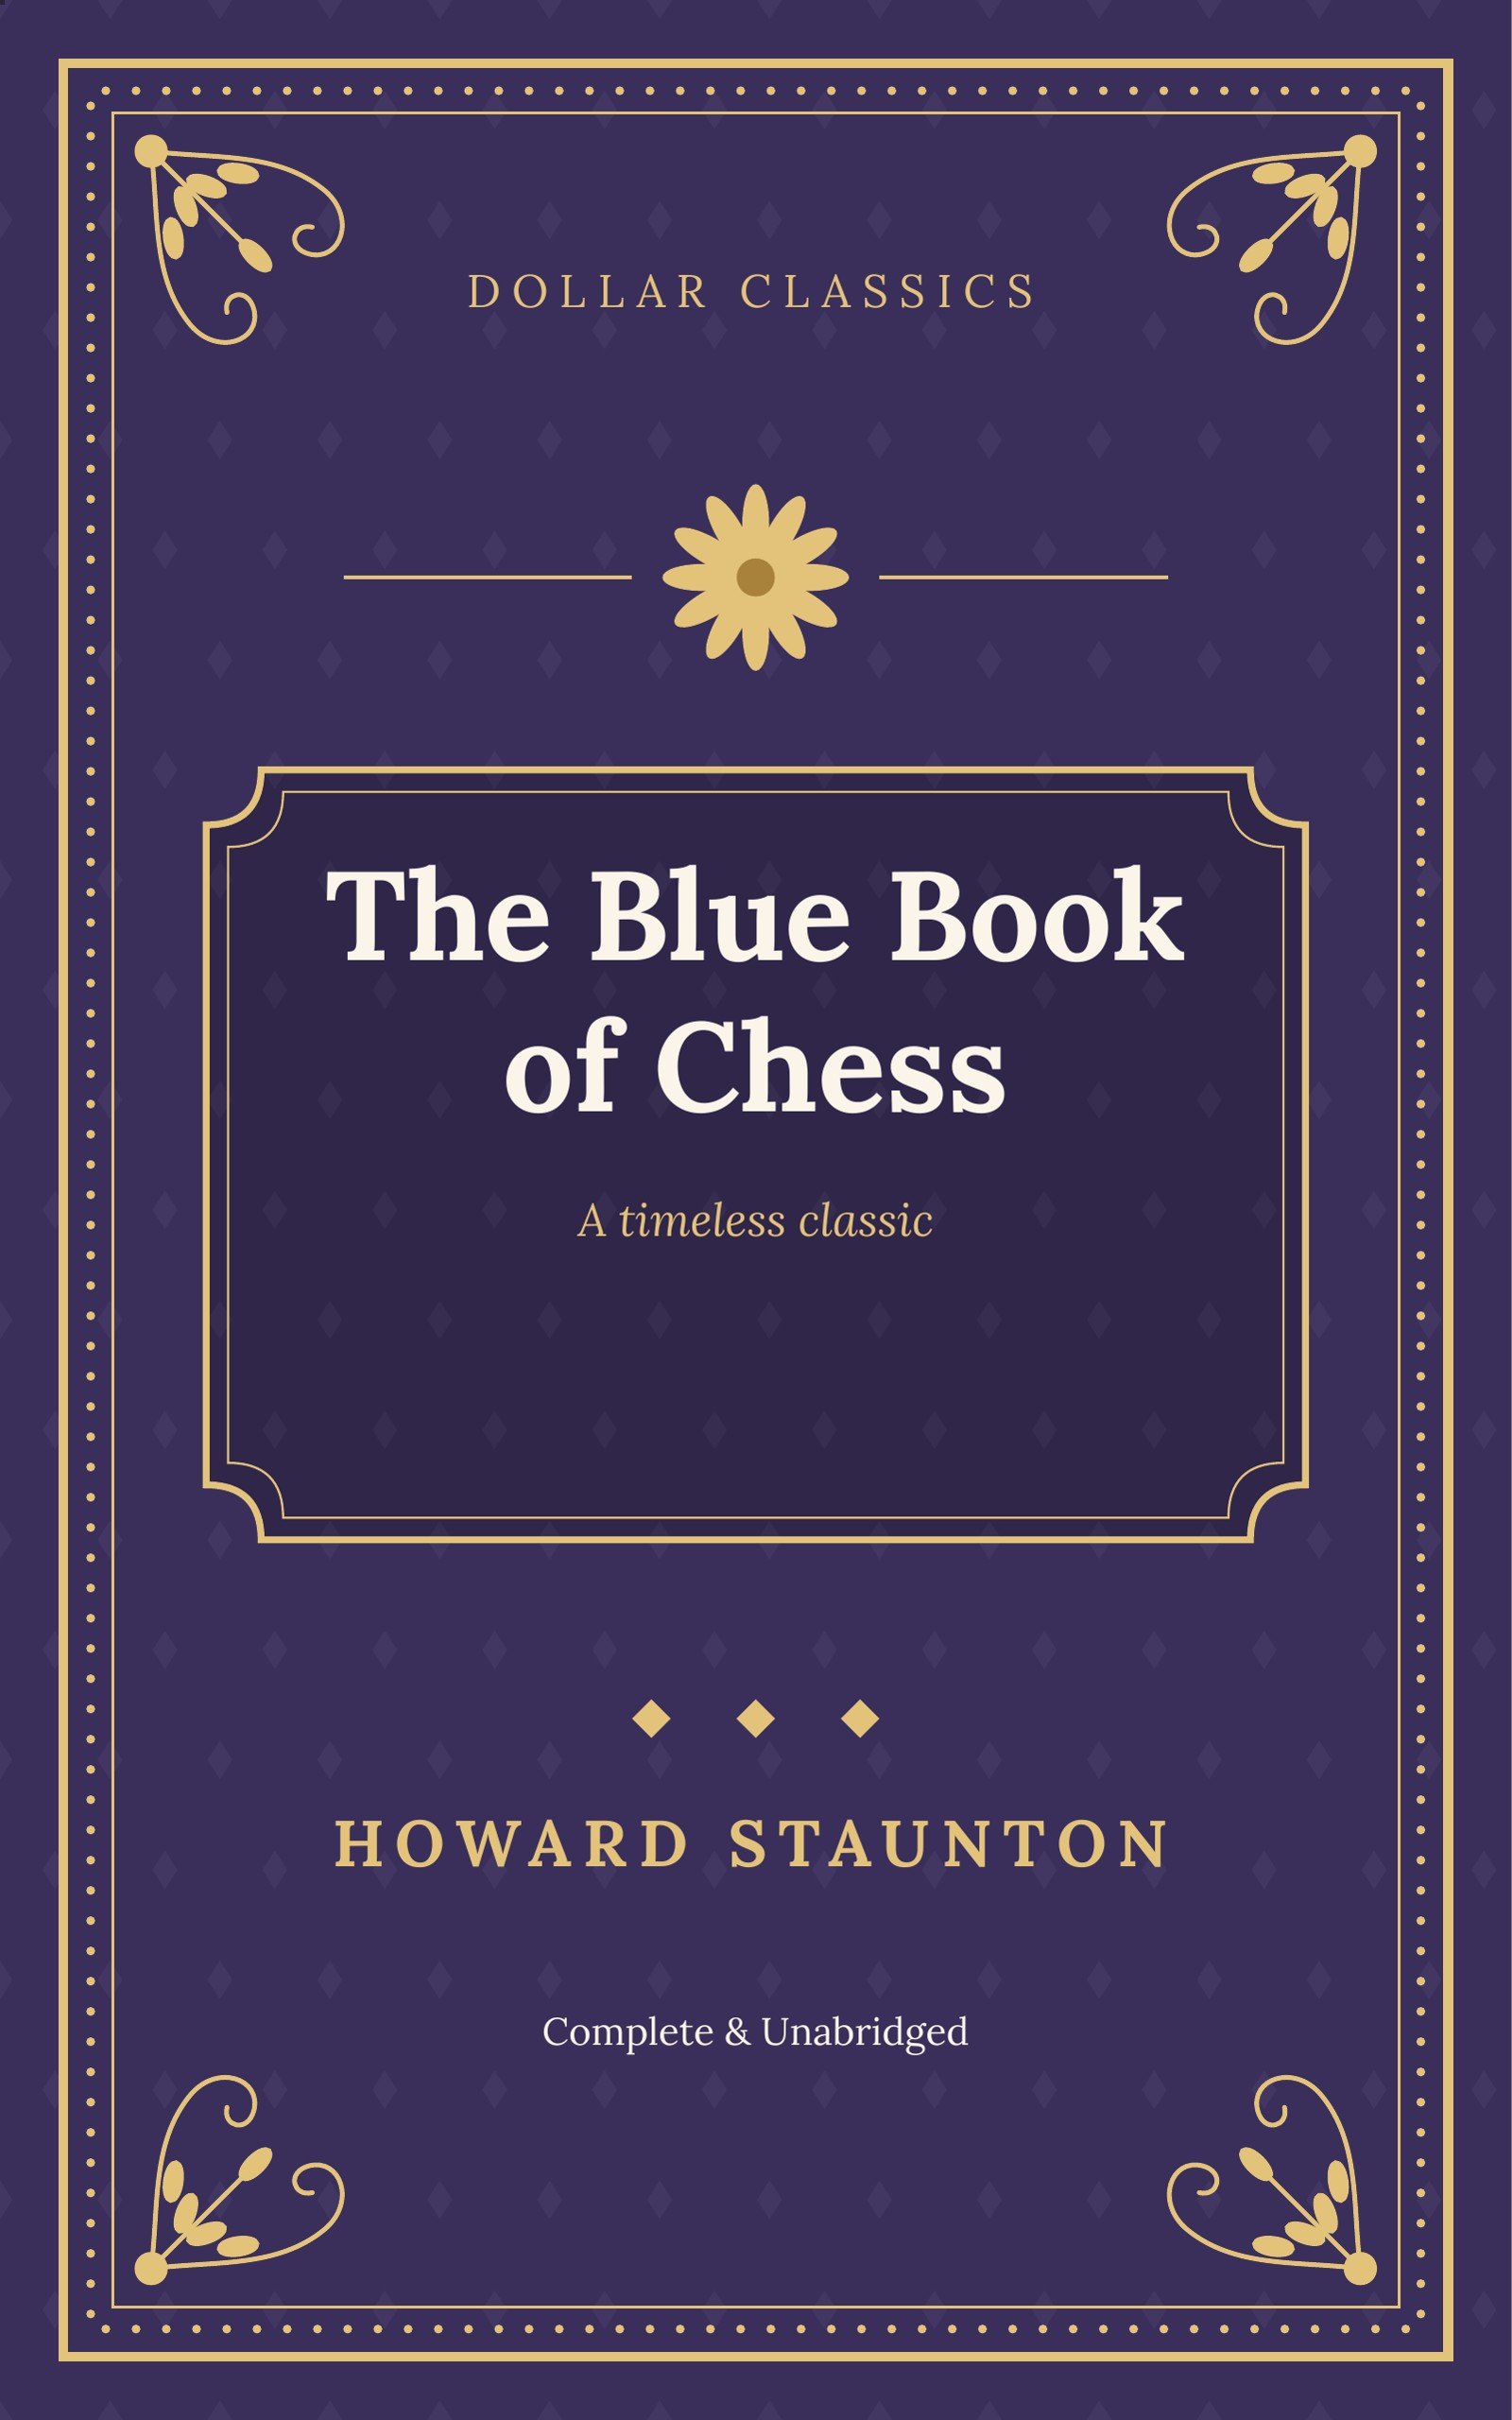 DOLLAR CLASSICS
The Blue Book
of Chess
A timeless classic
HOWARD STAUNTON
Complete & Unabridged